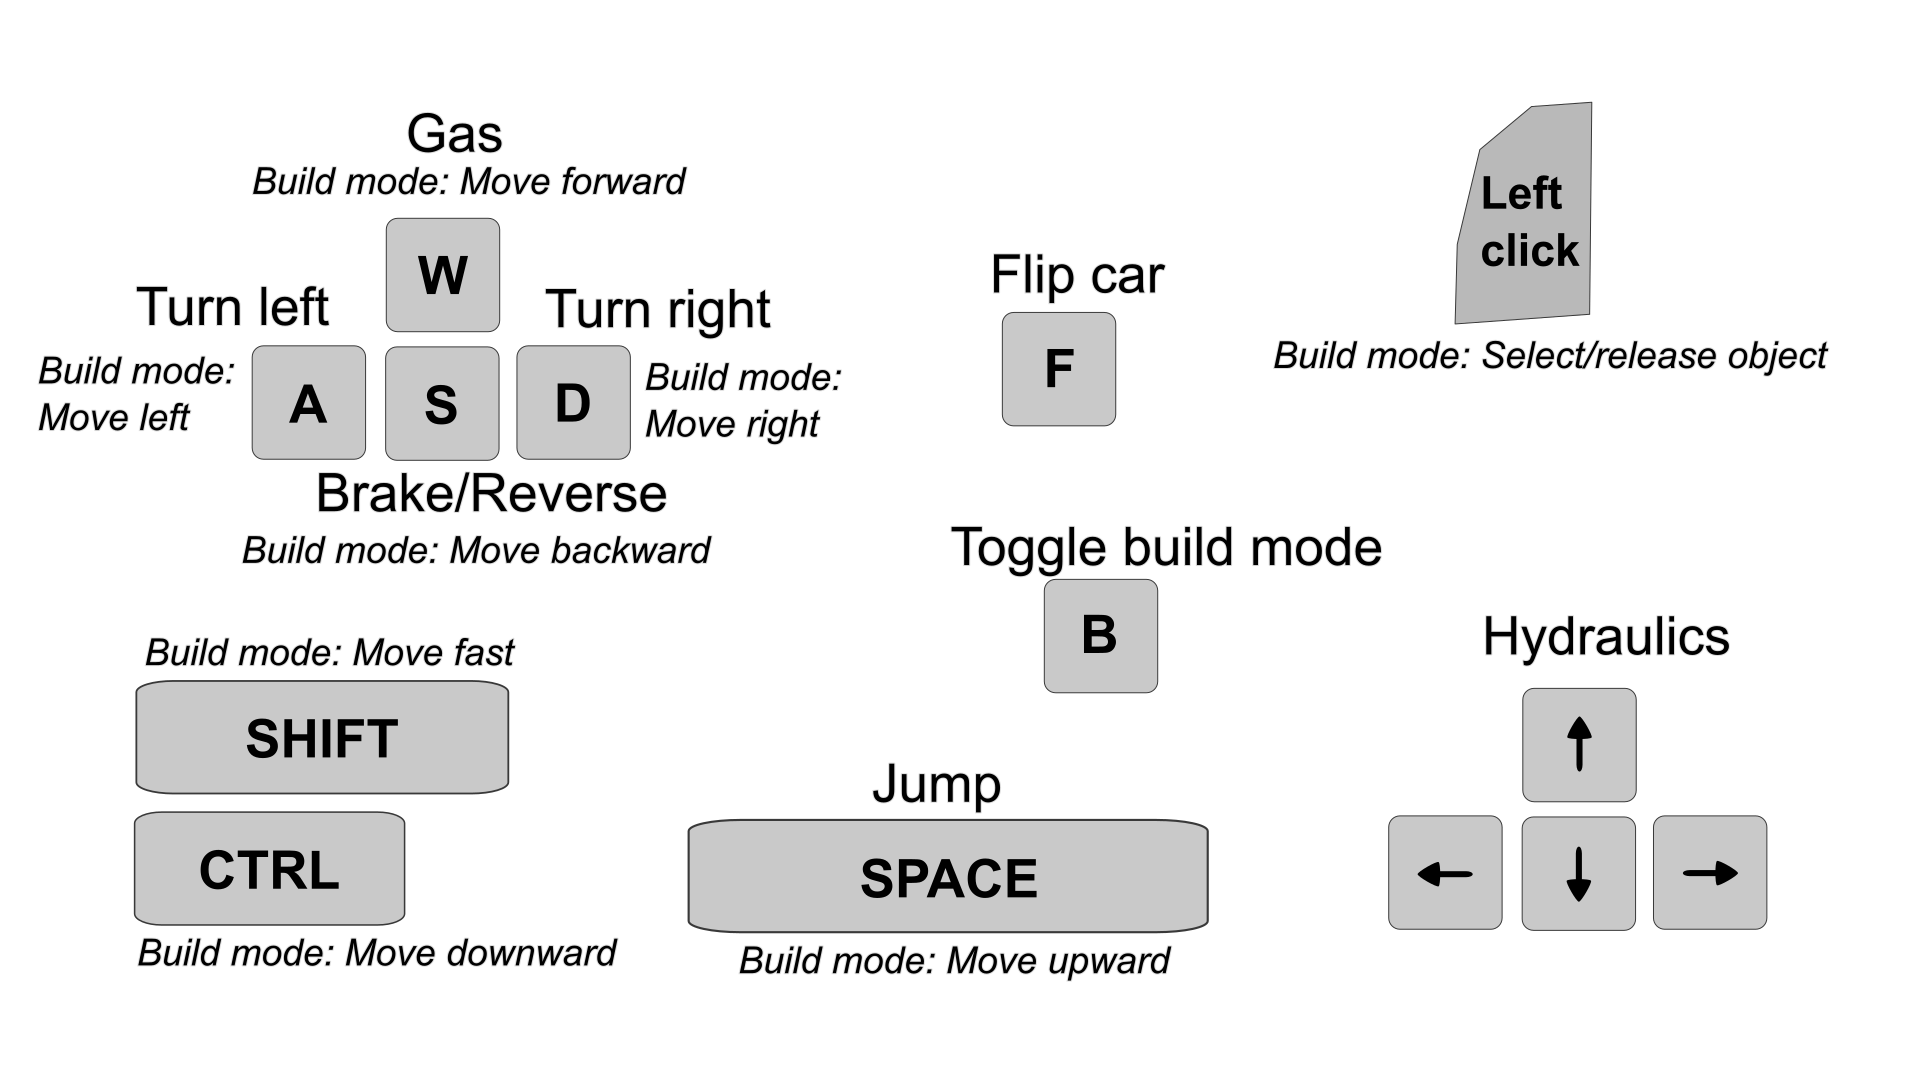 Gas
Build mode: Move forward
W
Turn left
Turn right
Build mode:
Move left
A
S
D
Build mode:
Move right
Brake/Reverse
Build mode: Move backward
Flip car
F
Left
click
Build mode: Select/release object
Toggle build mode
B
Build mode: Move fast
SHIFT
CTRL
Build mode: Move downward
Jump
SPACE
Build mode: Move upward
Hydraulics
↑
← ↓ →